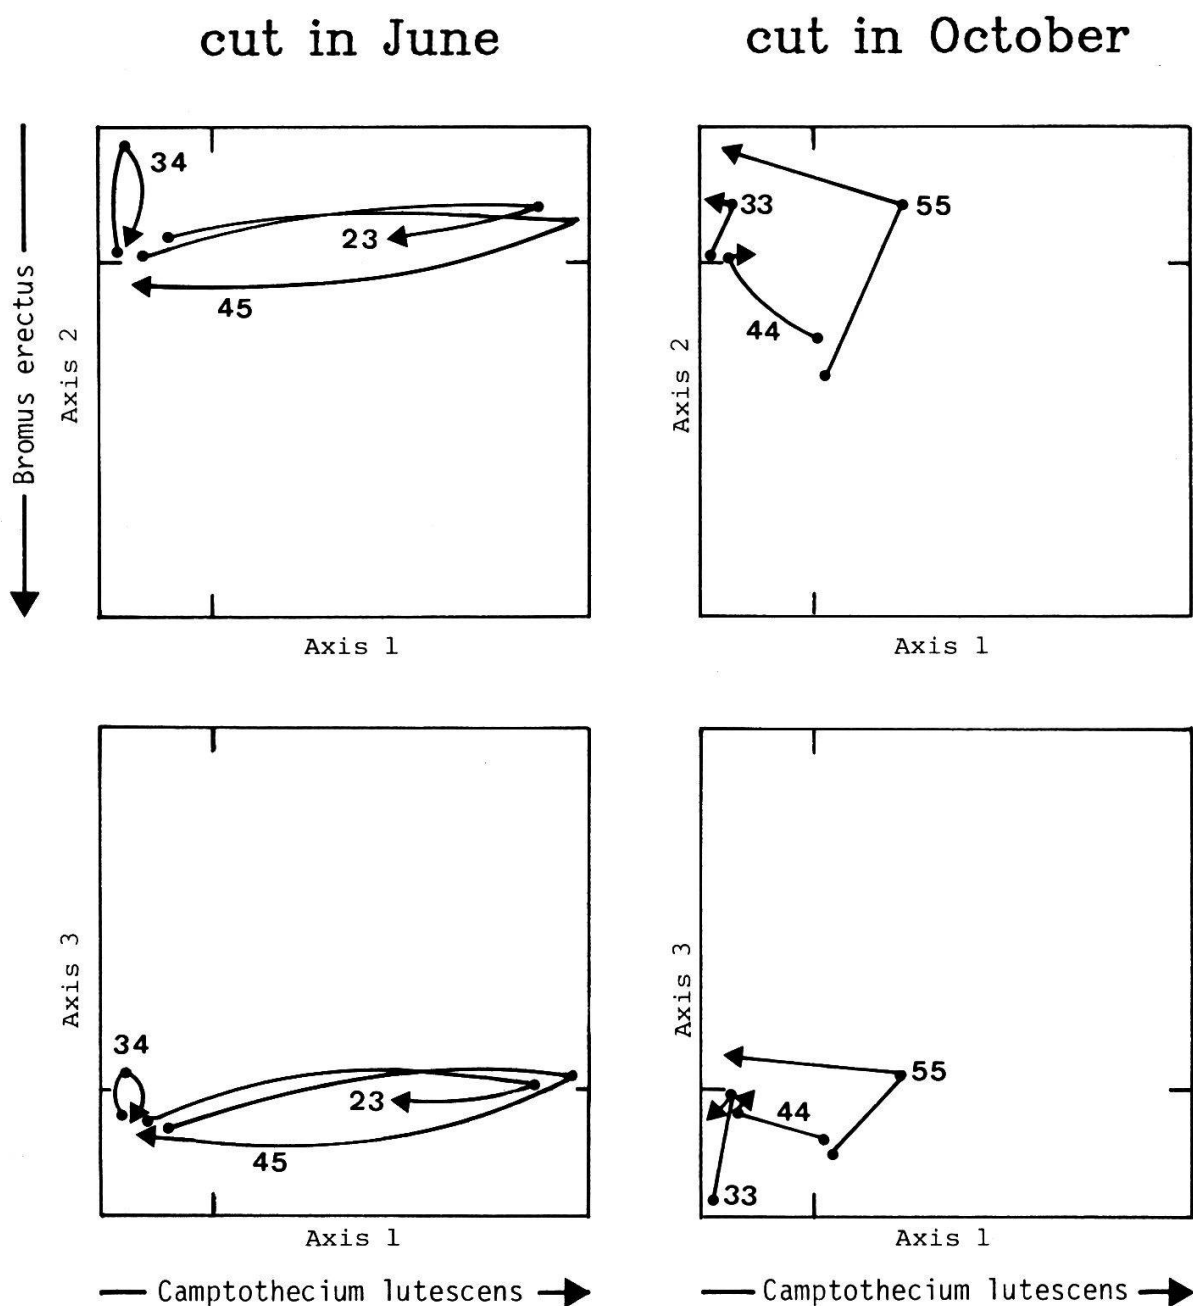 cut in June
cut in October
34
23
45
Bromus erectus
Axis 2
Axis 1
33
55
44
Axis 2
Axis 1
34
23
45
Axis 3
Axis 1
55
44
33
Axis 3
Axis 1
Camptothecium lutescens
Camptothecium lutescens